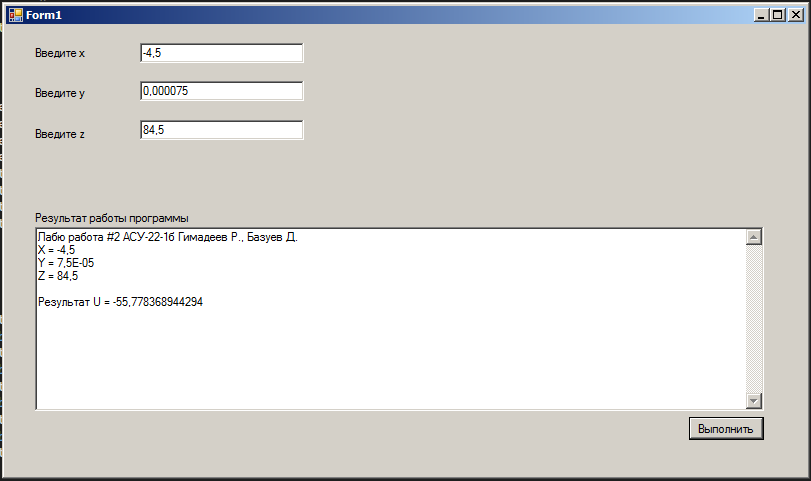 Form1
Введите x
-4,5
Введите y
0,000075
Введите z
84,5
Результат работы программы
Лабю работа #2 АСУ-22-1б Гимадеев Р., Базуев Д.
X = -4,5
Y = 7,5E-05
Z = 84,5
Результат U = -55,778368944294
Выполнить